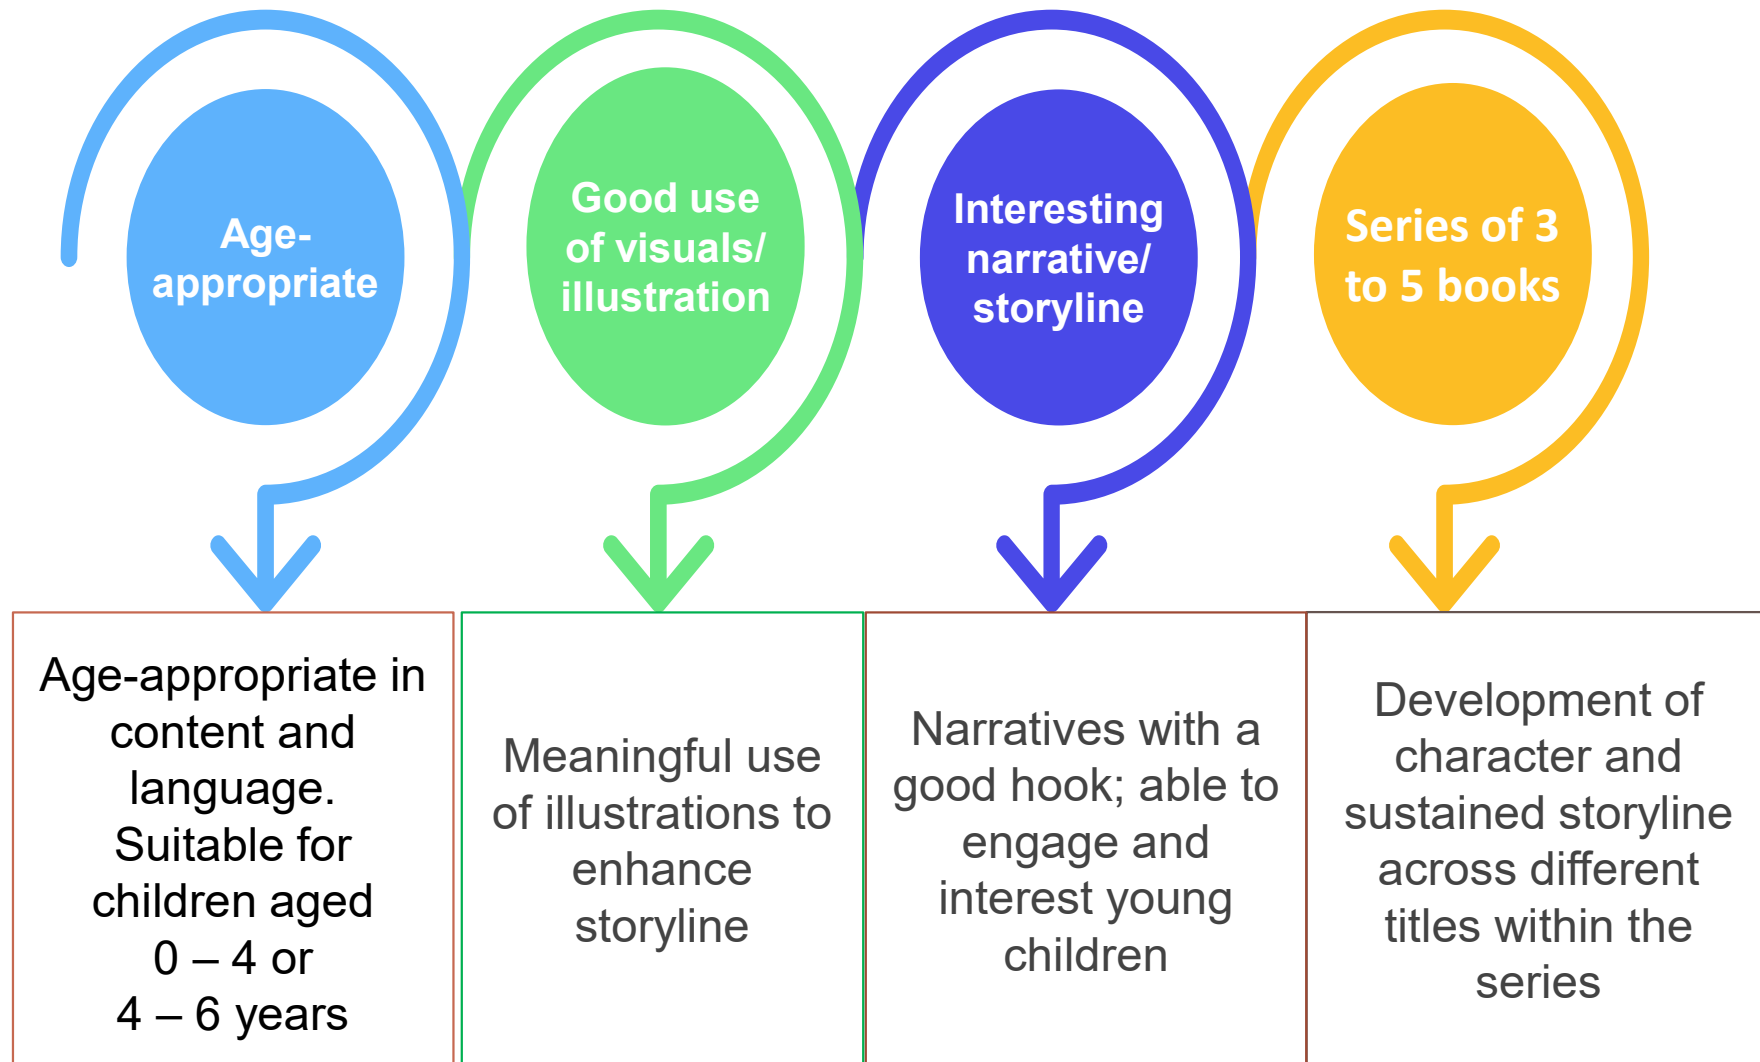 Age-
appropriate
Good use
of visuals/
illustration
Interesting
narrative/
storyline
Series of 3
to 5 books
Age-appropriate in
content and
language.
Suitable for
children aged
0 – 4 or
4 – 6 years
Meaningful use
of illustrations to
enhance
storyline
Narratives with a
good hook; able to
engage and
interest young
children
Development of
character and
sustained storyline
across different
titles within the
series